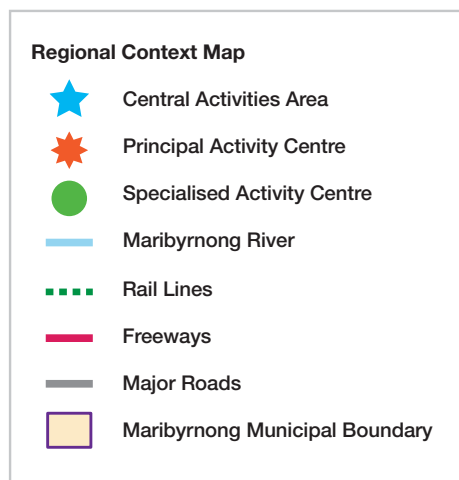 Regional Context Map
Central Activities Area
Principal Activity Centre
Specialised Activity Centre
Maribyrnong River
Rail Lines
Freeways
Major Roads
Maribyrnong Municipal Boundary